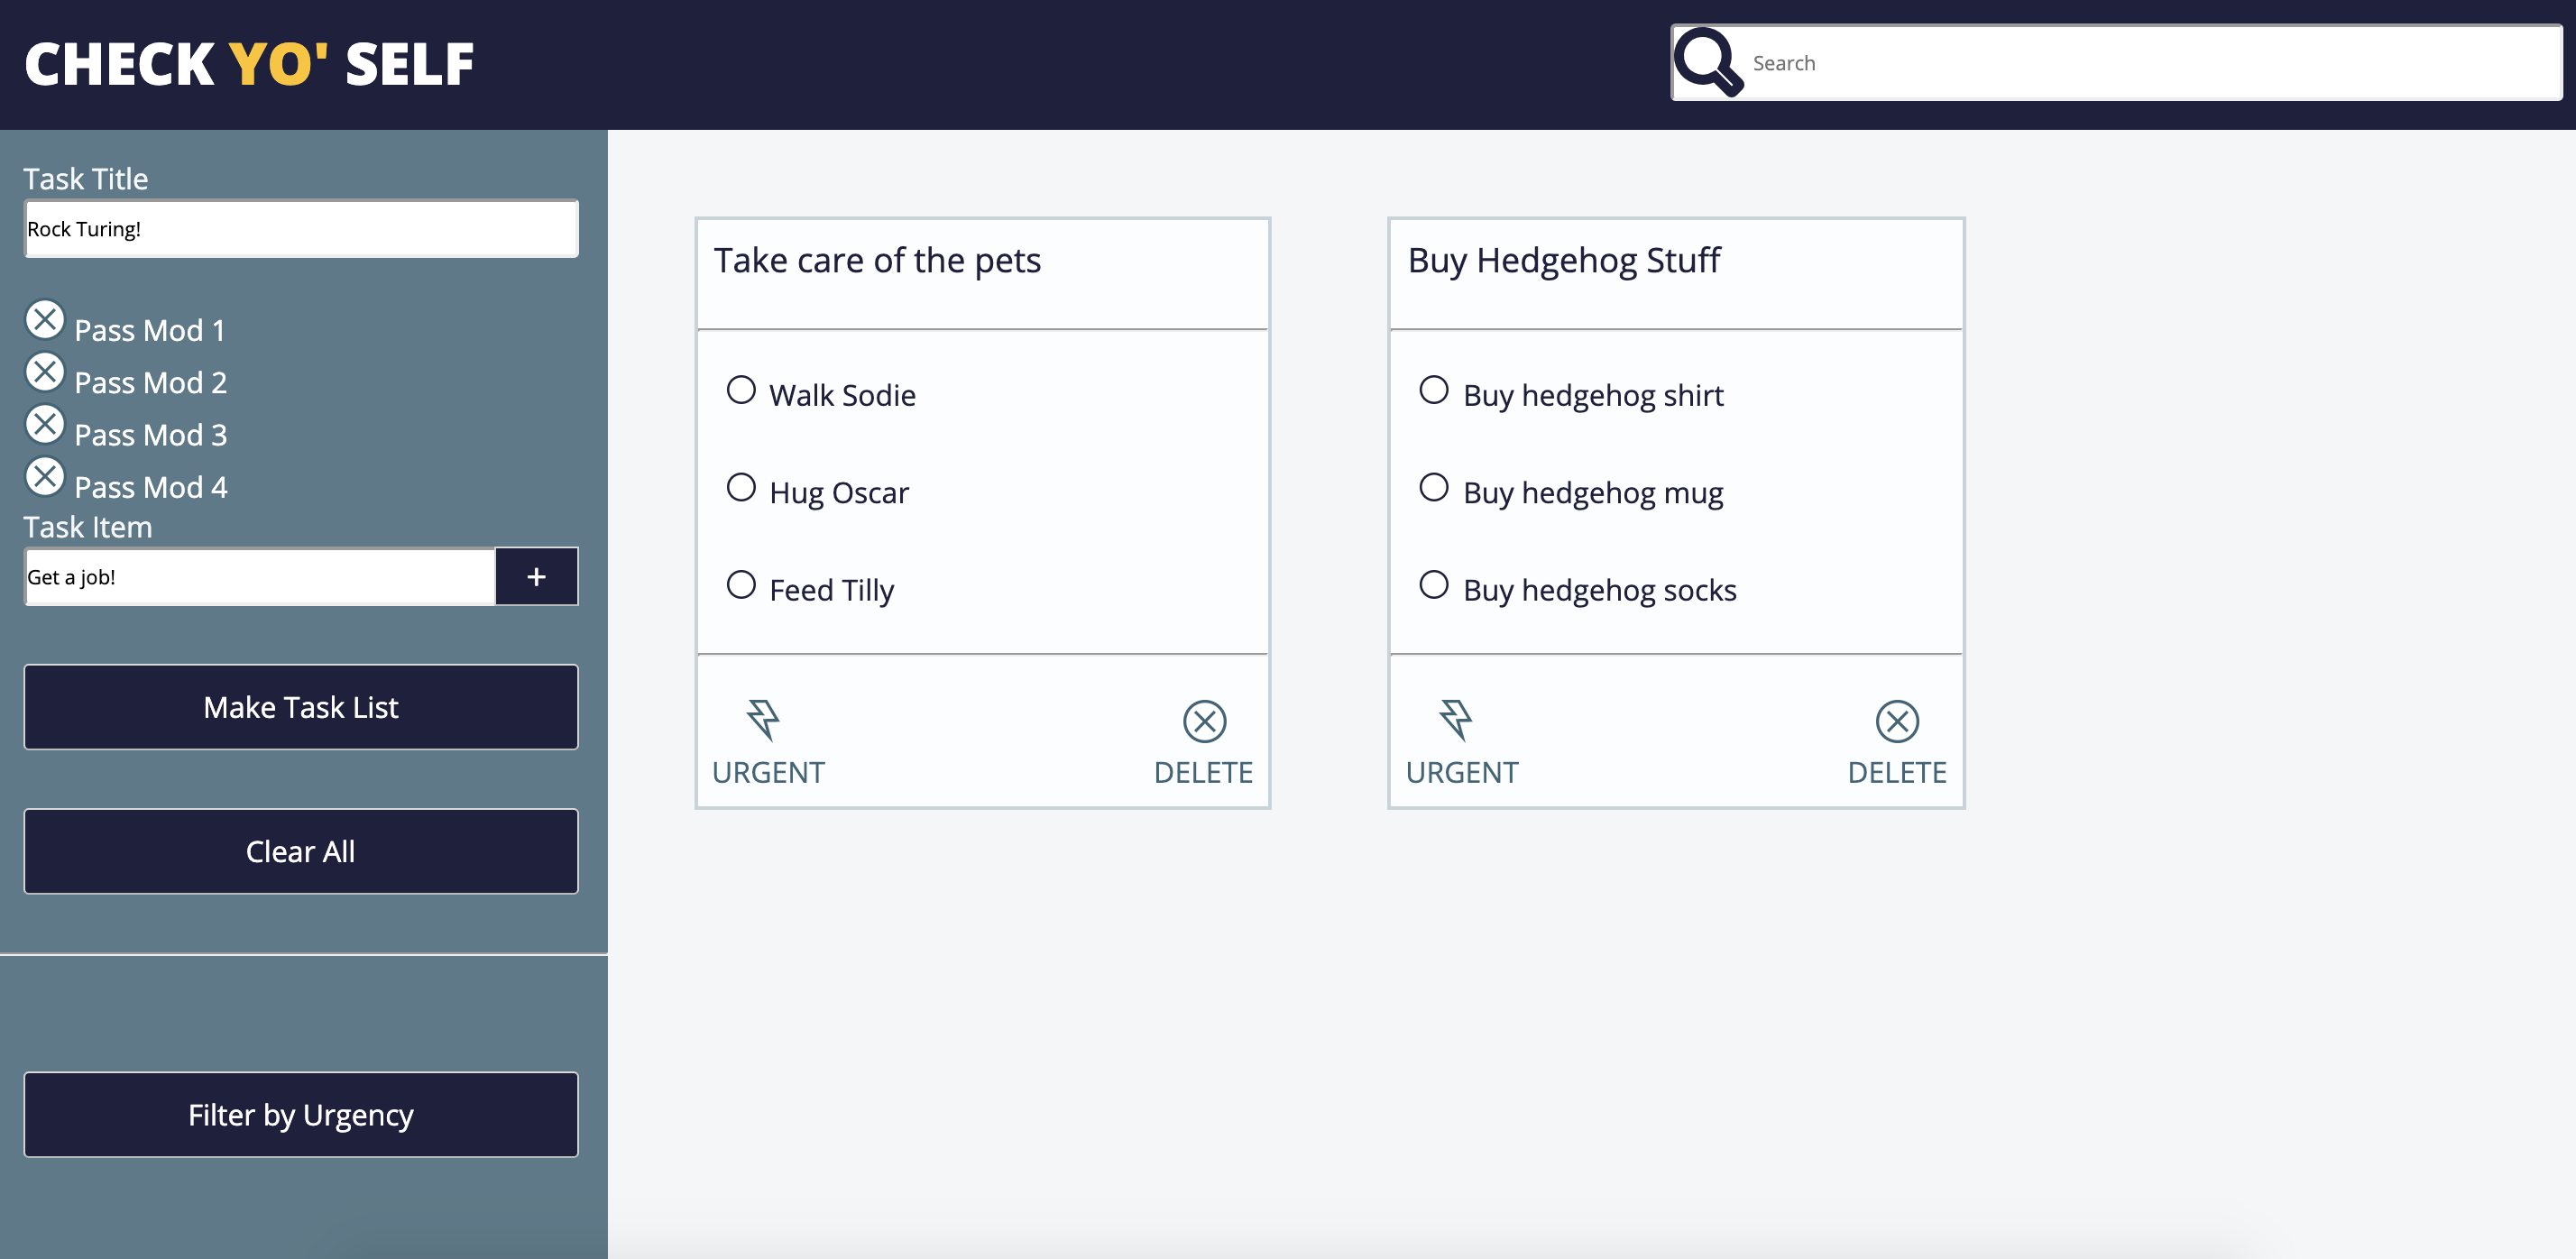 CHECK YO' SELF
Search
Task Title
Rock Turing!
Pass Mod 1
Pass Mod 2
Pass Mod 3
Pass Mod 4
Task Item
Get a job!
+
Make Task List
Clear All
Filter by Urgency
Take care of the pets
Walk Sodie
Hug Oscar
Feed Tilly
URGENT
DELETE
Buy Hedgehog Stuff
Buy hedgehog shirt
Buy hedgehog mug
Buy hedgehog socks
URGENT
DELETE